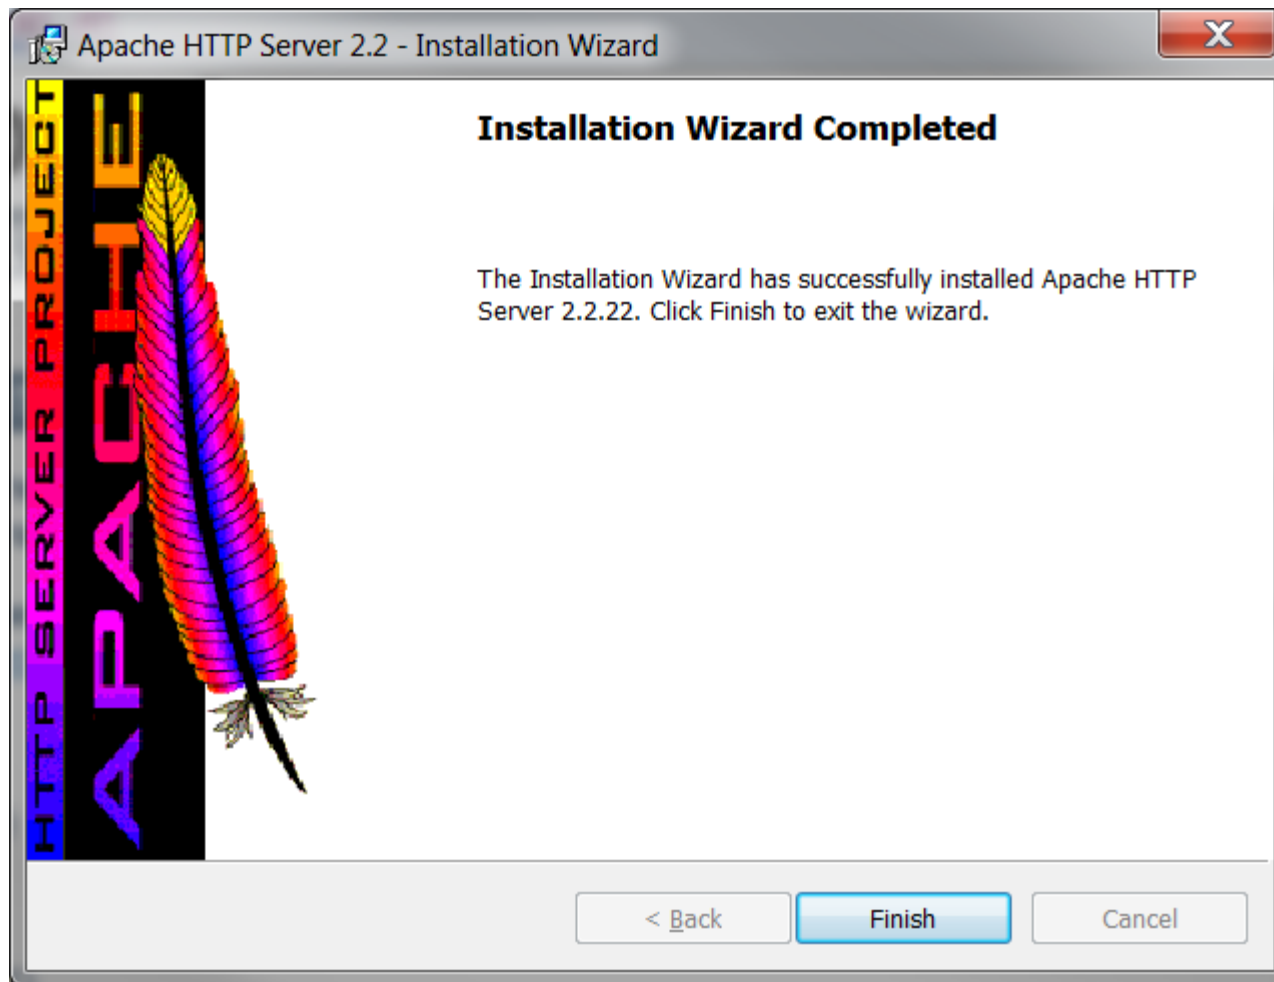 Apache HTTP Server 2.2 - Installation Wizard
HTTP SERVER PROJECT
APACHE
Installation Wizard Completed
The Installation Wizard has successfully installed Apache HTTP
Server 2.2.22. Click Finish to exit the wizard.
< Back
Finish
Cancel